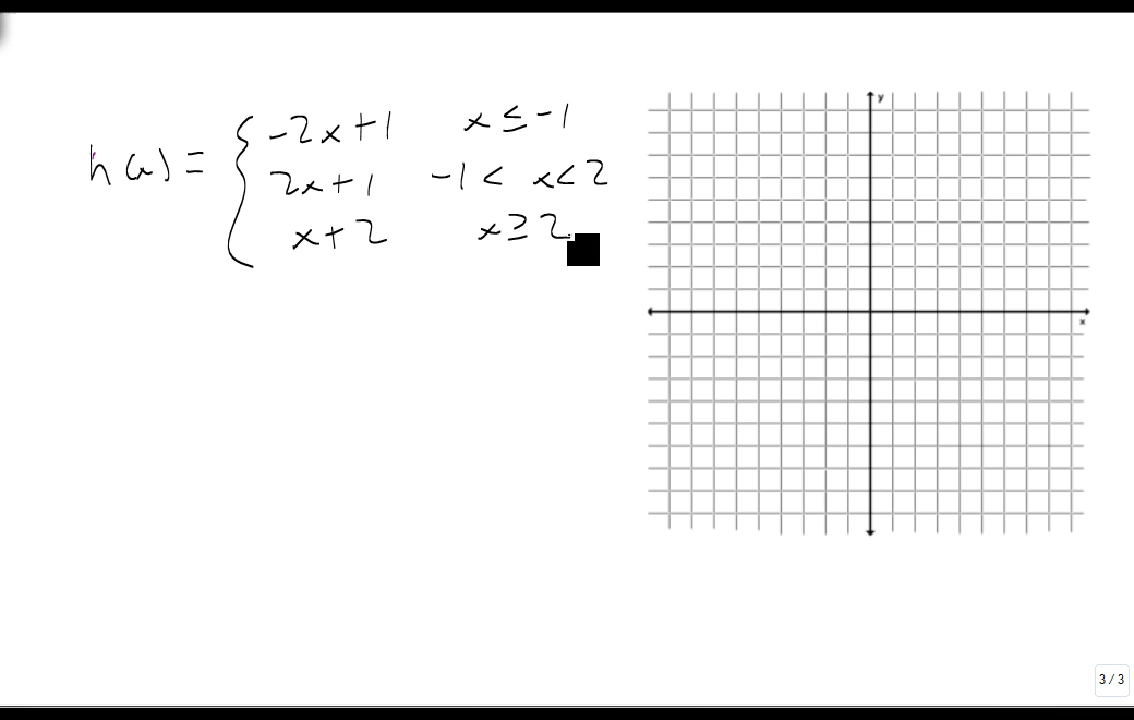 h(x) = { -2x+1 x ≤ -1
2x+1 -1 < x < 2
x+2 x ≥ 2
y
x
3 / 3